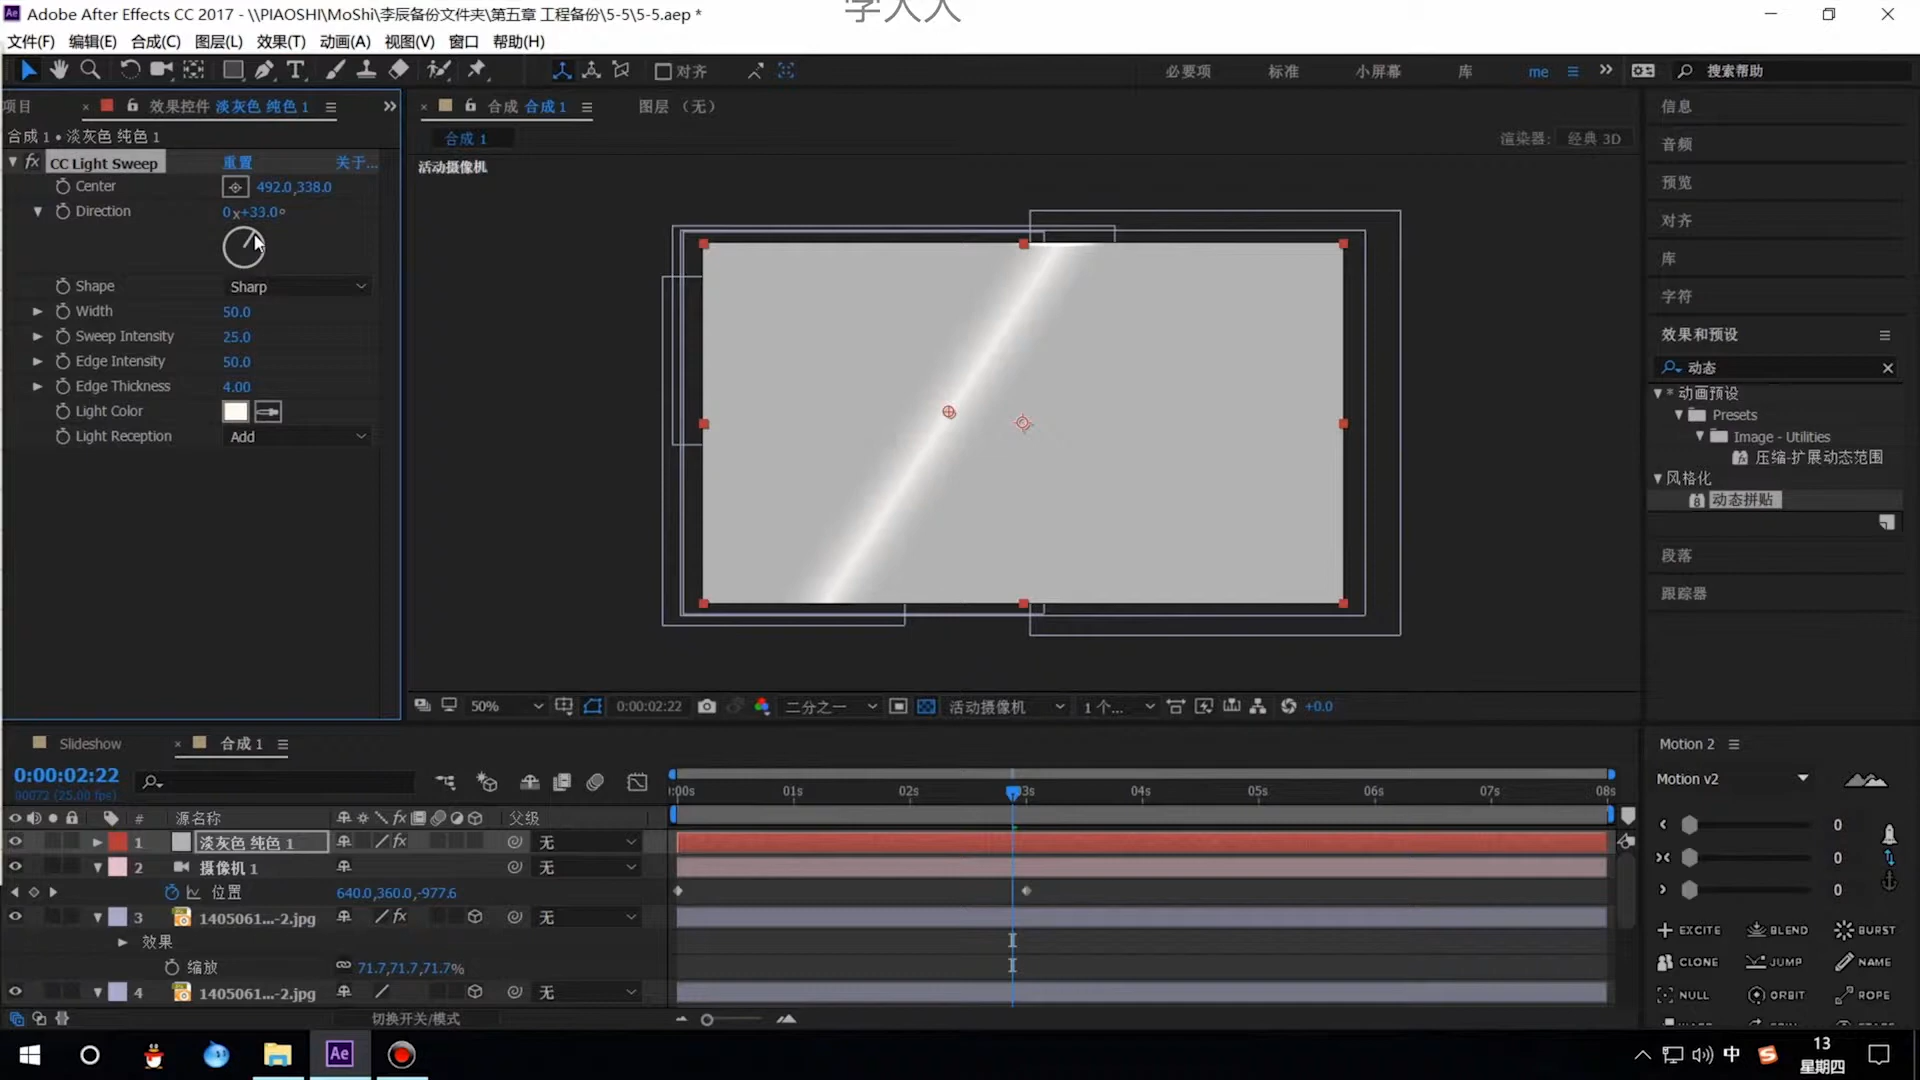 Adobe After Effects CC 2017 - \\PIAOSHI\MoShi\李辰备份文件夹\第五章 工程备份\5-5\5-5.aep *
文件(F) 编辑(E) 合成(C) 图层(L) 效果(T) 动画(A) 视图(V) 窗口 帮助(H)
对齐 必要项 标准 小屏幕 库 me 搜索帮助
项目 效果控件 淡灰色 纯色 1 合成 合成 1 图层 (无) 信息
合成 1 • 淡灰色 纯色 1 合成 1 渲染器: 经典 3D 音频
fx CC Light Sweep 重置 关于... 活动摄像机
Center 492.0,338.0 预览
Direction 0x+33.0° 对齐
库
Shape Sharp 字符
Width 50.0
Sweep Intensity 25.0 效果和预设
Edge Intensity 50.0 动态
Edge Thickness 4.00 * 动画预设
Light Color Presets
Light Reception Add Image - Utilities
压缩-扩展动态范围
风格化
动态拼贴
段落
跟踪器
50% 0:00:02:22 二分之一 活动摄像机 1 个... +0.0
Slideshow 合成 1 Motion 2
0:00:02:22 Motion v2
00072 (25.00 fps) :00s 01s 02s 3s 04s 05s 06s 07s 08s
# 源名称 fx 父级 0
1 淡灰色 纯色 1 fx 无
2 摄像机 1 无 0
位置 640.0,360.0,-977.6 0
3 1405061...-2.jpg fx 无
效果 EXCITE BLEND BURST
缩放 71.7,71.7,71.7% CLONE JUMP NAME
4 1405061...-2.jpg 无 NULL ORBIT ROPE
切换开关/模式
Ae 中 13
星期四